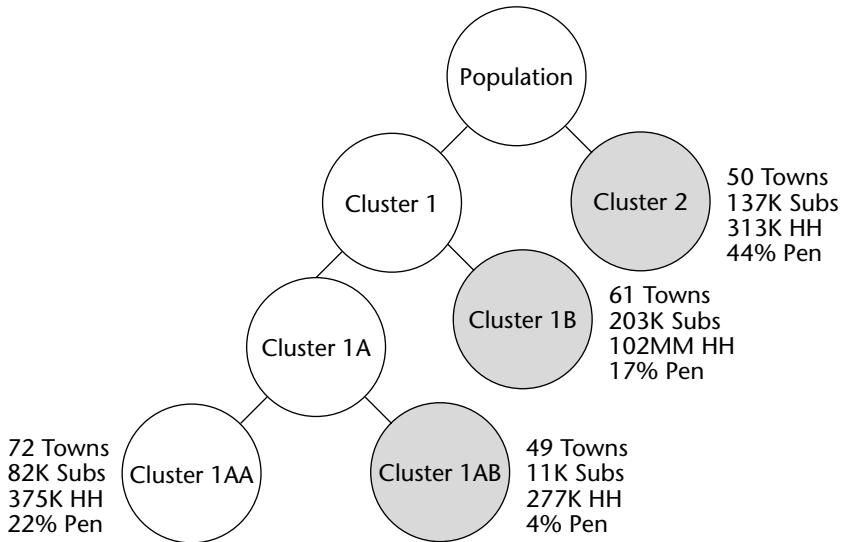 Population
Cluster 1
Cluster 2
50 Towns
137K Subs
313K HH
44% Pen
Cluster 1A
Cluster 1B
61 Towns
203K Subs
102MM HH
17% Pen
72 Towns
82K Subs
375K HH
22% Pen
Cluster 1AA
Cluster 1AB
49 Towns
11K Subs
277K HH
4% Pen